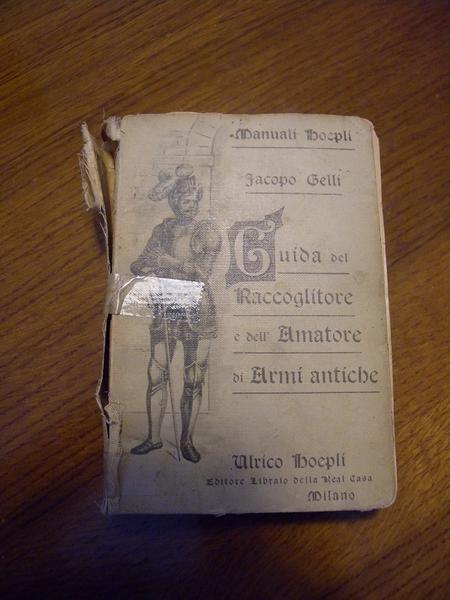 Manuali Hoepli
Jacopo Gelli
Guida del
Raccoglitore
e dell' Amatore
di Armi antiche
Ulrico Hoepli
Editore Libraio della Real Casa
Milano